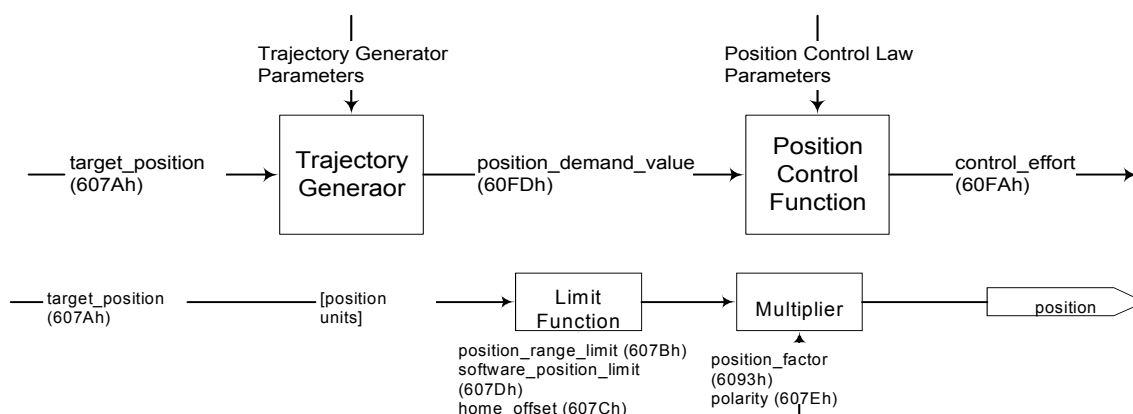 Trajectory Generator
Parameters
Position Control Law
Parameters
target_position
(607Ah)
Trajectory
Generaor
position_demand_value
(60FDh)
Position
Control
Function
control_effort
(60FAh)
target_position
(607Ah)
[position
units]
Limit
Function
Multiplier
position
position_range_limit (607Bh)
software_position_limit
(607Dh)
home_offset (607Ch)
position_factor
(6093h)
polarity (607Eh)